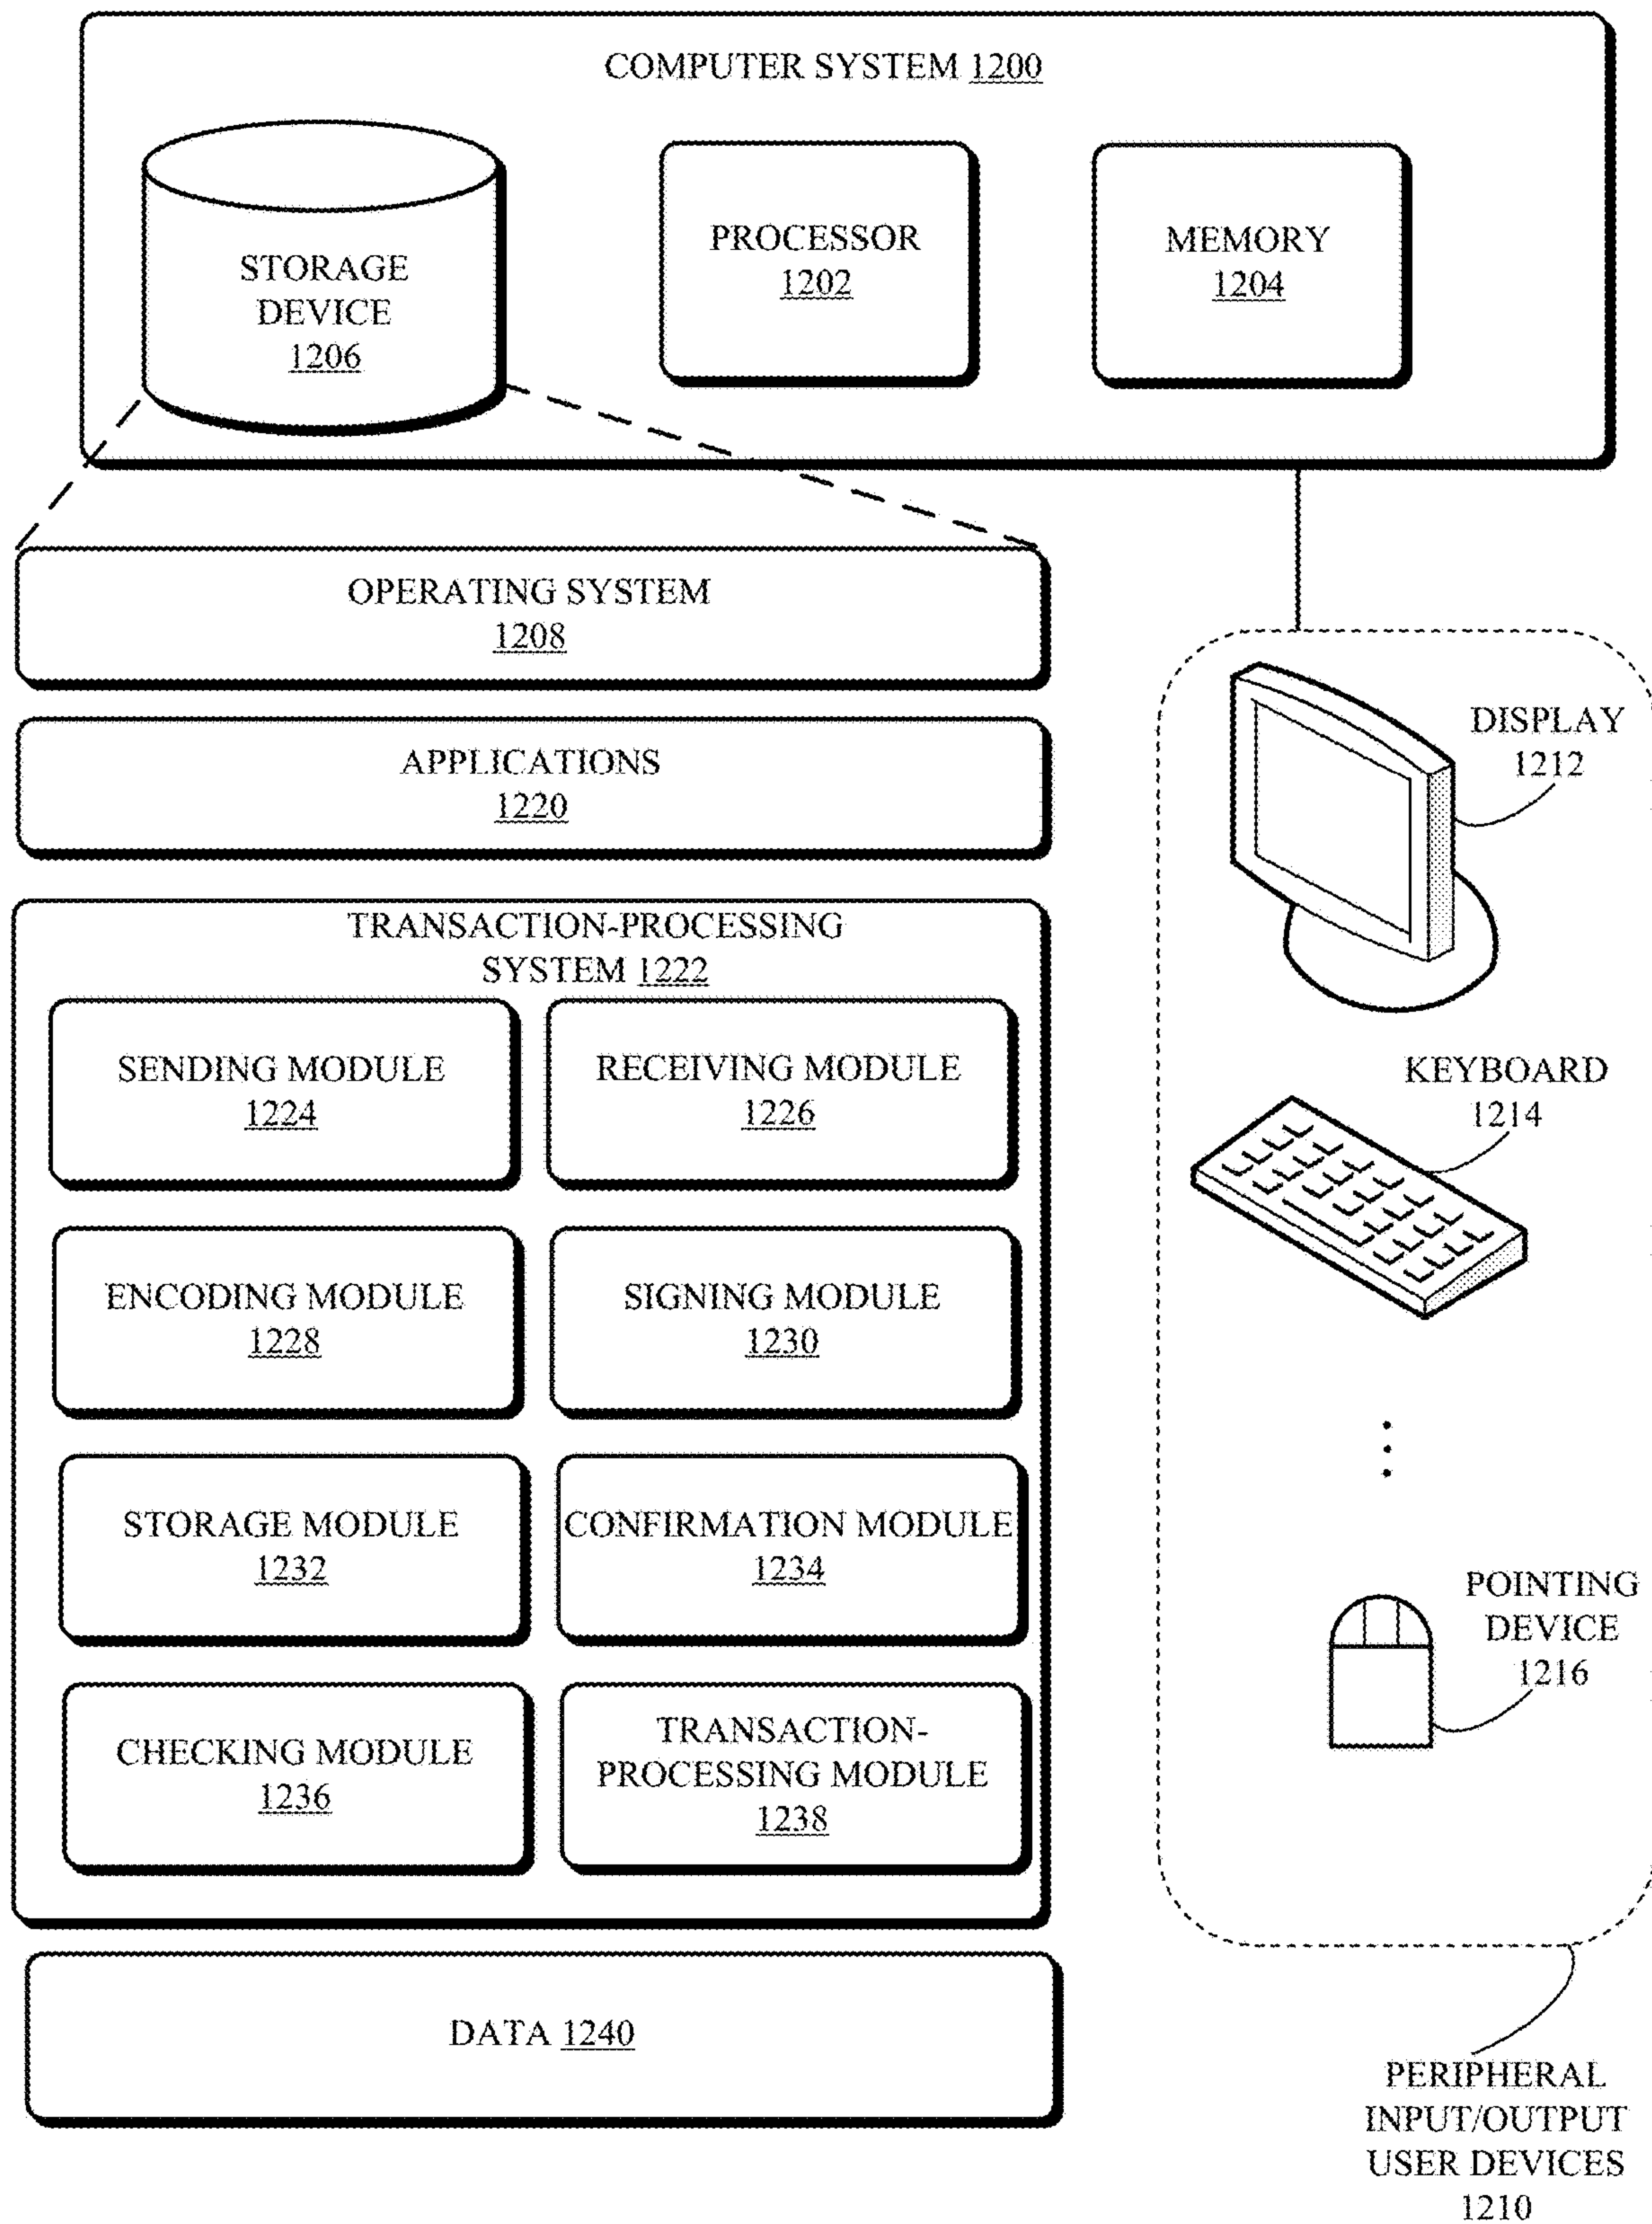 COMPUTER SYSTEM 1200
STORAGE
DEVICE
1206
PROCESSOR
1202
MEMORY
1204
OPERATING SYSTEM
1208
APPLICATIONS
1220
TRANSACTION-PROCESSING
SYSTEM 1222
SENDING MODULE
1224
RECEIVING MODULE
1226
ENCODING MODULE
1228
SIGNING MODULE
1230
STORAGE MODULE
1232
CONFIRMATION MODULE
1234
CHECKING MODULE
1236
TRANSACTION-
PROCESSING MODULE
1238
DATA 1240
DISPLAY
1212
KEYBOARD
1214
POINTING
DEVICE
1216
PERIPHERAL
INPUT/OUTPUT
USER DEVICES
1210